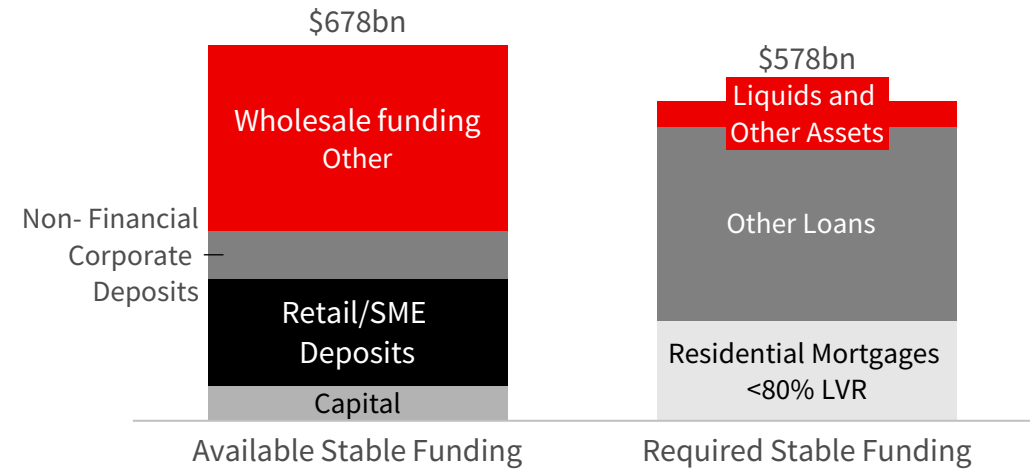 $678bn
Wholesale funding
Other
Non- Financial
Corporate
Deposits
Retail/SME
Deposits
Capital
Available Stable Funding
$578bn
Liquids and
Other Assets
Other Loans
Residential Mortgages
<80% LVR
Required Stable Funding